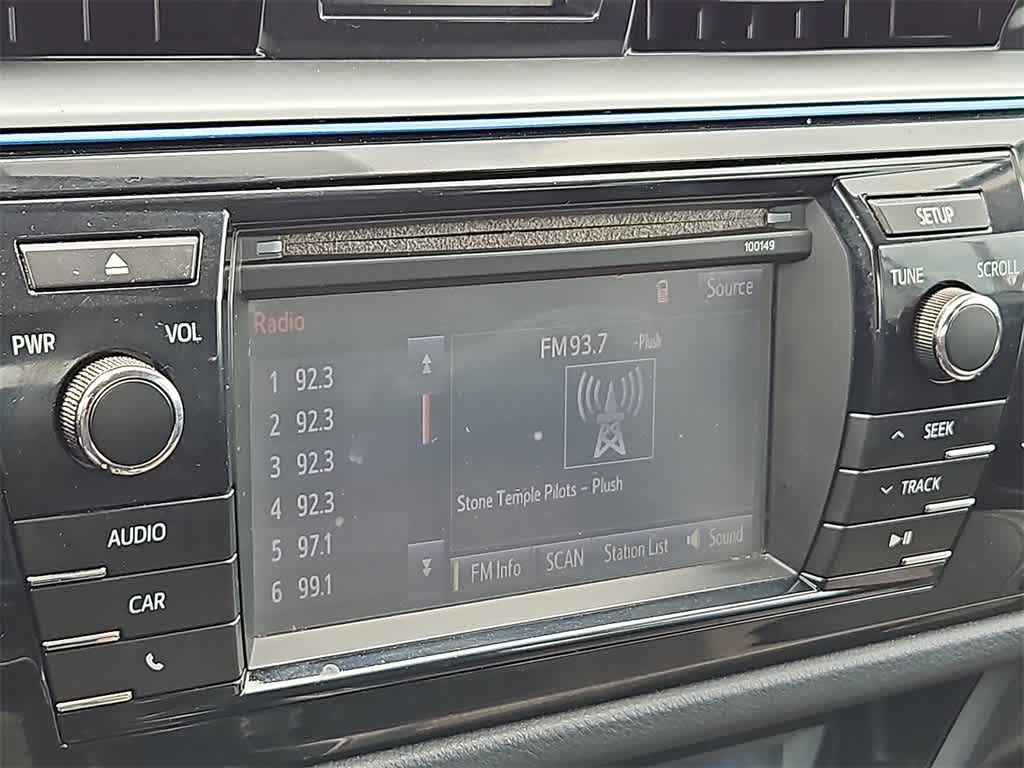 SETUP
100149
TUNE
SCROLL
PWR
VOL
Source
Radio
FM 93.7
-Plush
1 92.3
2 92.3
3 92.3
4 92.3
5 97.1
6 99.1
Stone Temple Pilots - Plush
FM Info
SCAN
Station List
Sound
SEEK
TRACK
AUDIO
CAR